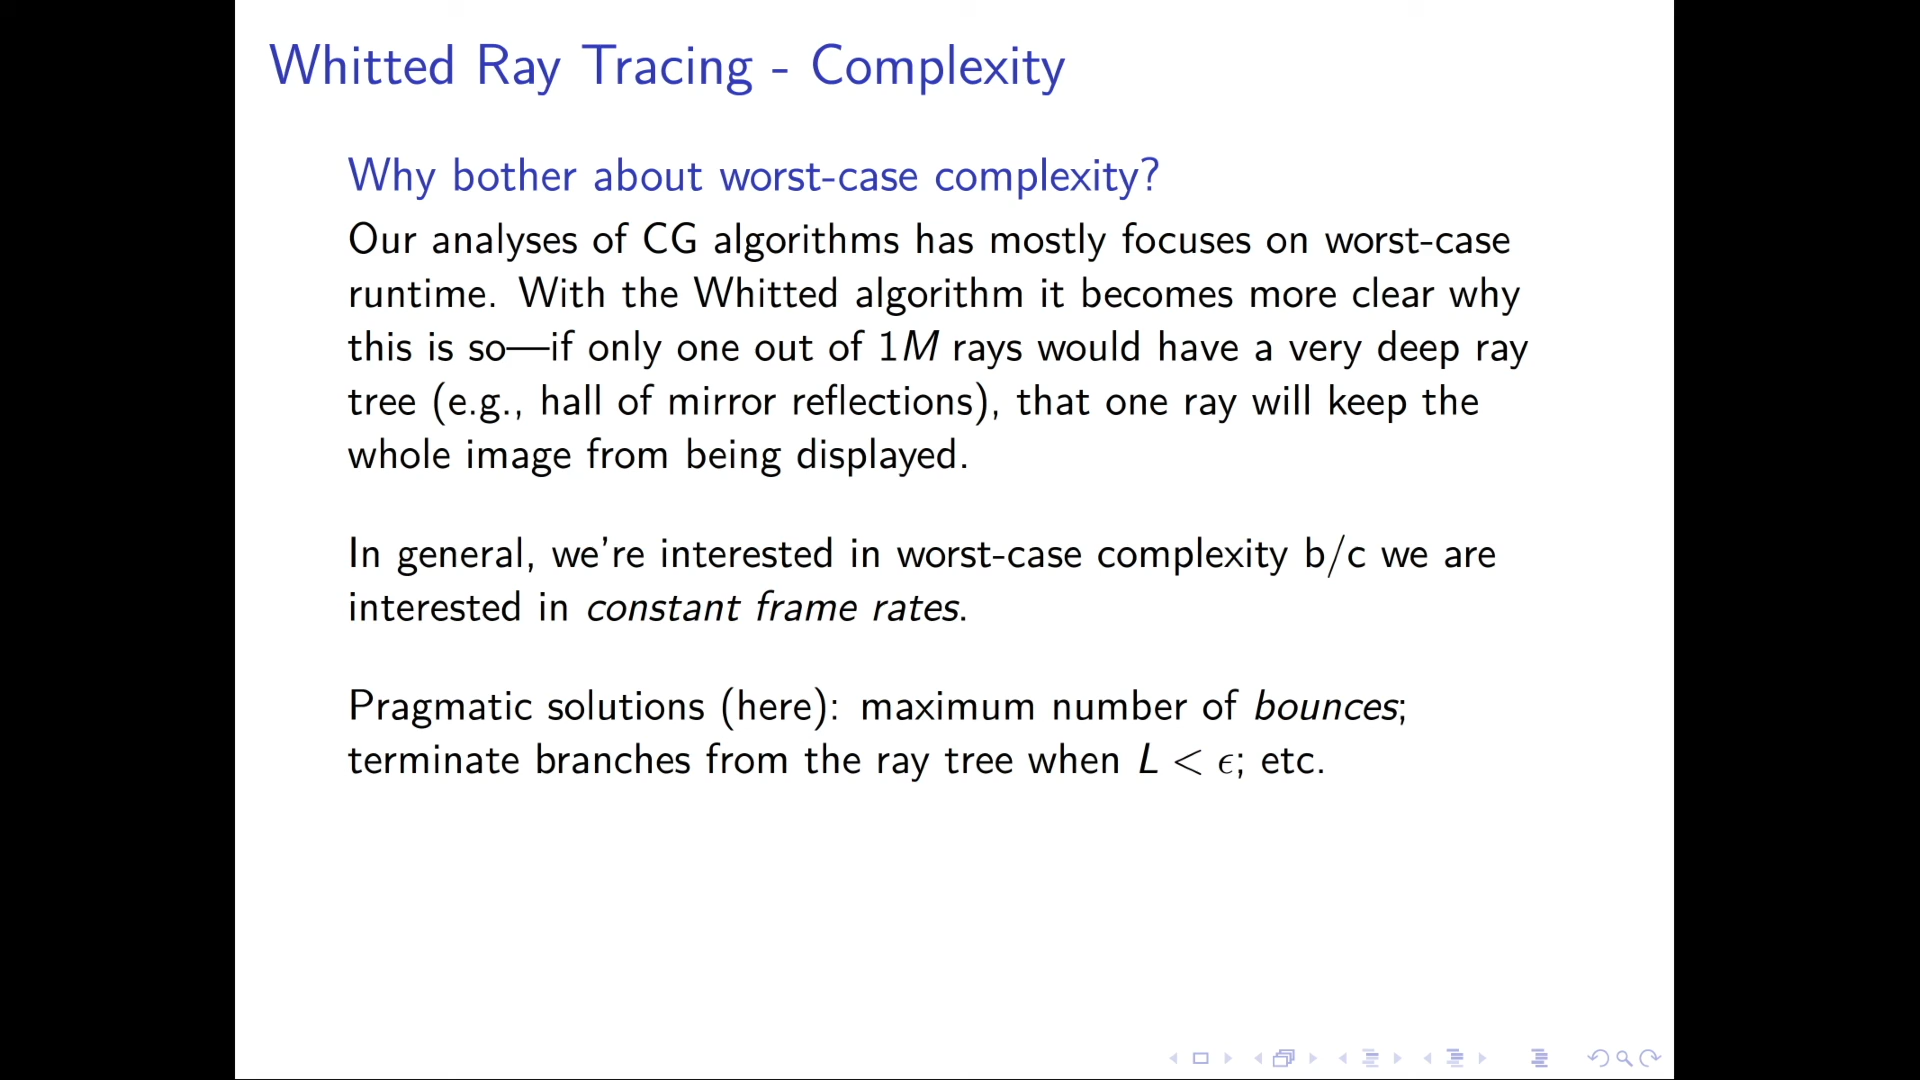 Whitted Ray Tracing - Complexity
Why bother about worst-case complexity?
Our analyses of CG algorithms has mostly focuses on worst-case
runtime. With the Whitted algorithm it becomes more clear why
this is so—if only one out of 1M rays would have a very deep ray
tree (e.g., hall of mirror reflections), that one ray will keep the
whole image from being displayed.
In general, we're interested in worst-case complexity b/c we are
interested in constant frame rates.
Pragmatic solutions (here): maximum number of bounces;
terminate branches from the ray tree when L < ϵ; etc.